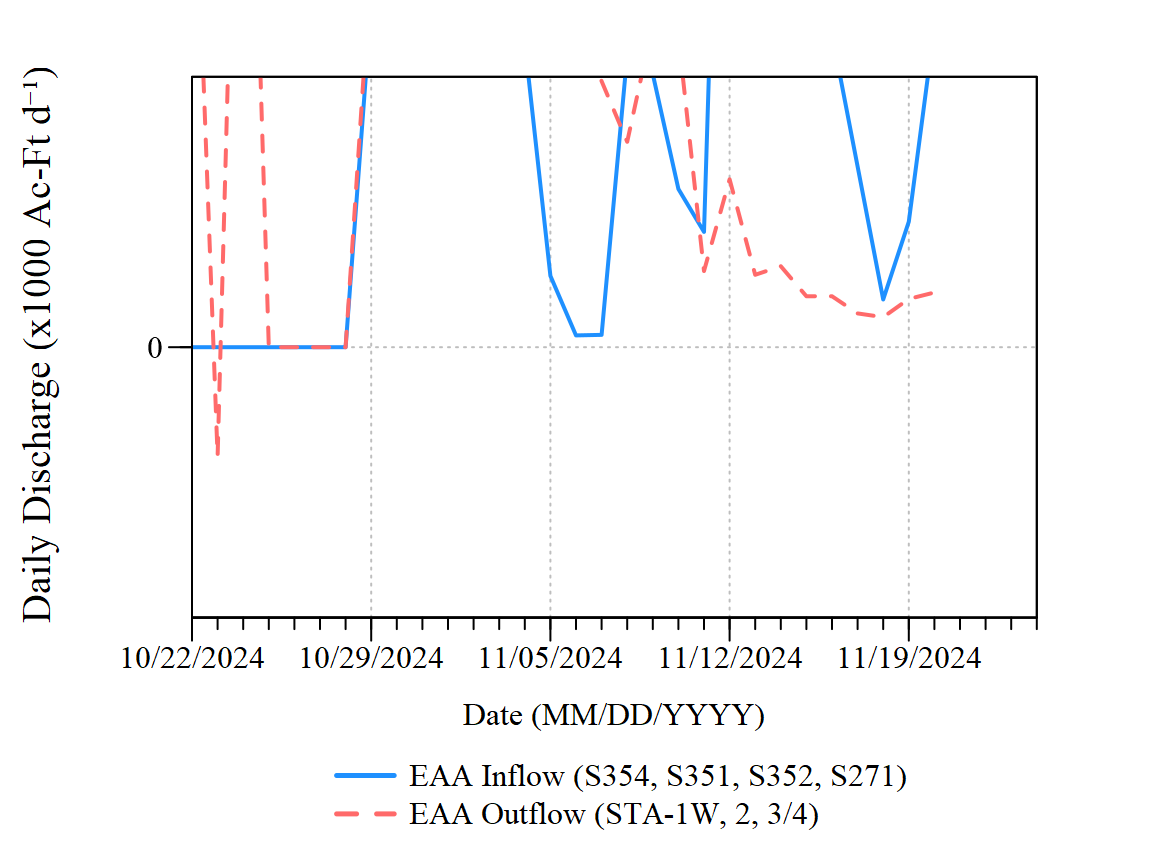 Daily Discharge (x1000 Ac-Ft d⁻¹)
0
10/22/2024 10/29/2024 11/05/2024 11/12/2024 11/19/2024
Date (MM/DD/YYYY)
EAA Inflow (S354, S351, S352, S271)
EAA Outflow (STA-1W, 2, 3/4)